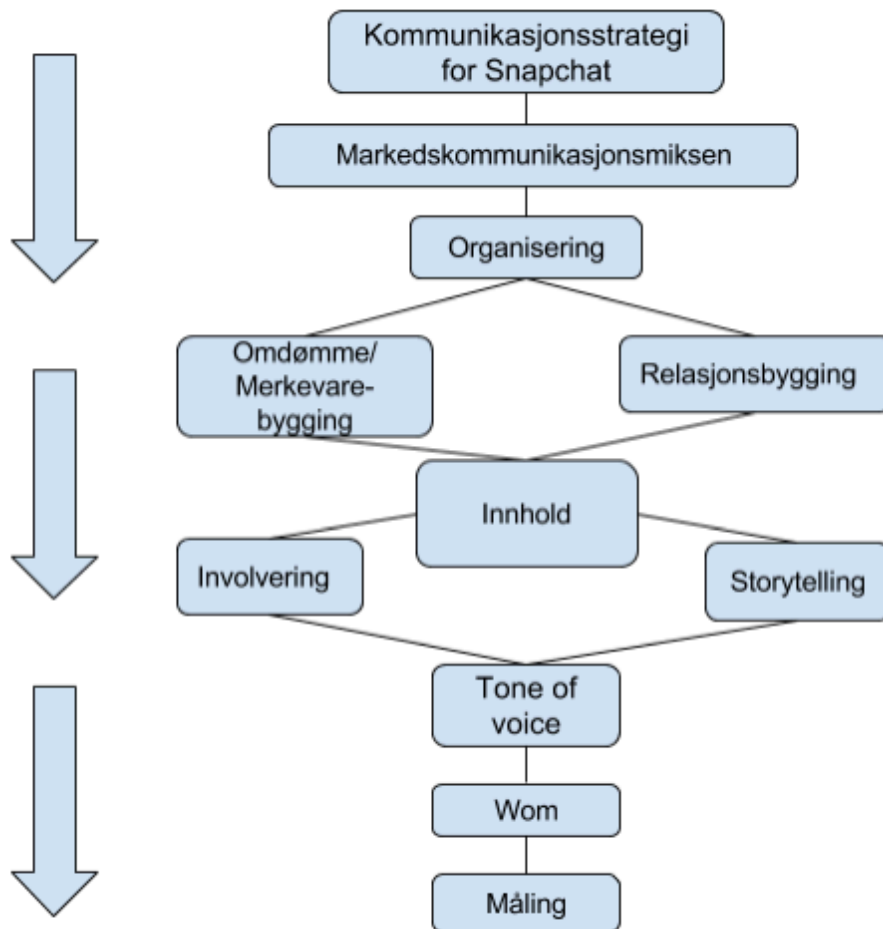 Kommunikasjonsstrategi
for Snapchat
Markedskommunikasjonsmiksen
Organisering
Omdømme/
Merkevare-
bygging
Relasjonsbygging
Innhold
Involvering
Storytelling
Tone of
voice
Wom
Måling